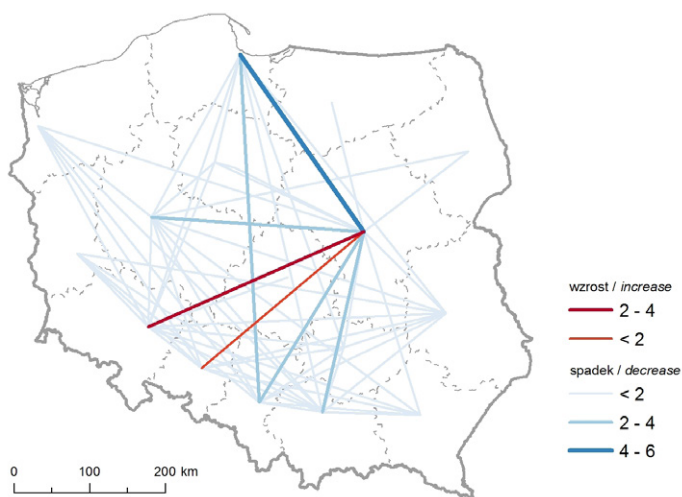 wzrost / increase
2 - 4
< 2
spadek / decrease
< 2
2 - 4
4 - 6
0 100 200 km